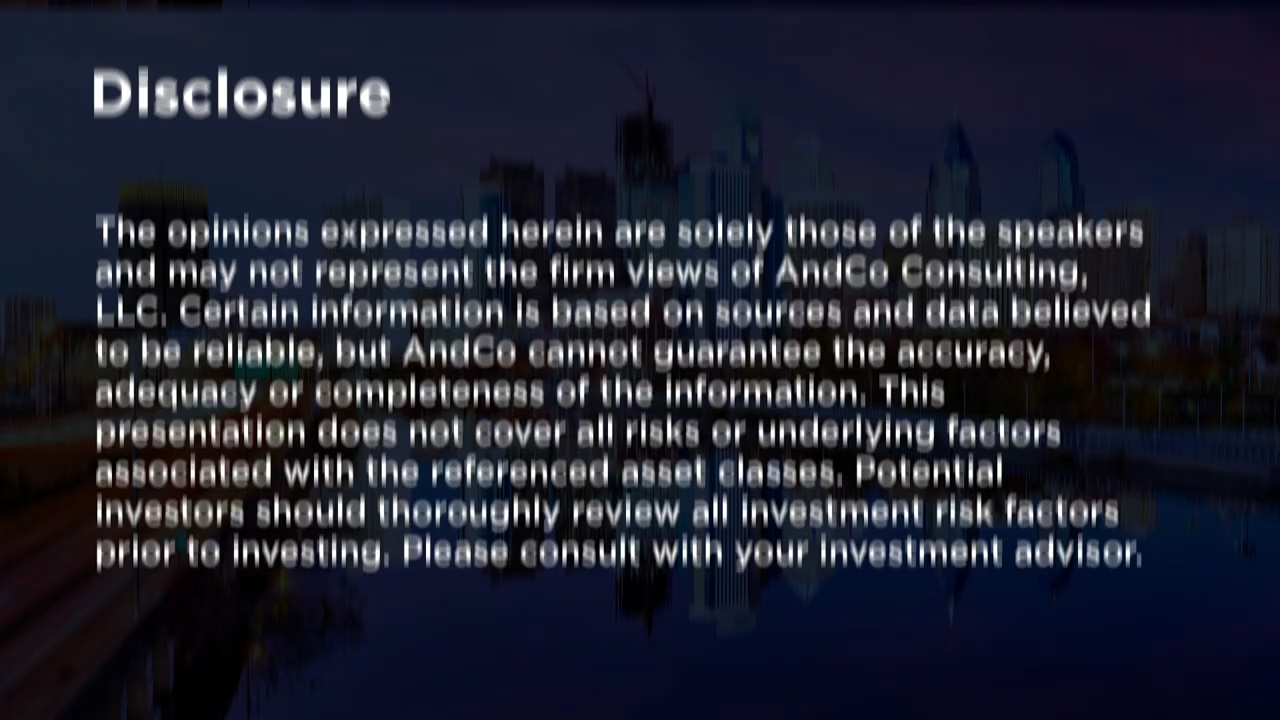 Disclosure
The opinions expressed herein are solely those of the speakers
and may not represent the firm views of AndCo Consulting,
LLC. Certain information is based on sources and data believed
to be reliable, but AndCo cannot guarantee the accuracy,
adequacy or completeness of the information. This
presentation does not cover all risks or underlying factors
associated with the referenced asset classes. Potential
investors should thoroughly review all investment risk factors
prior to investing. Please consult with your investment advisor.